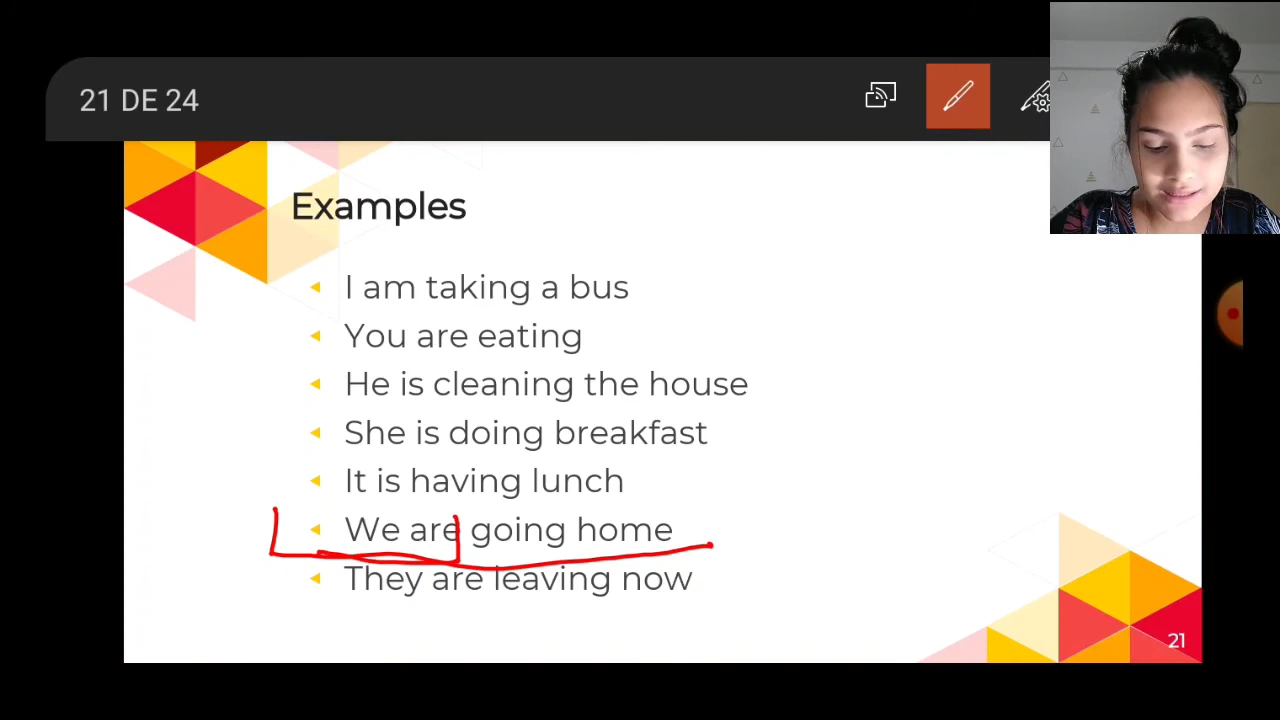 21 DE 24
Examples
I am taking a bus
You are eating
He is cleaning the house
She is doing breakfast
It is having lunch
We are going home
They are leaving now
21